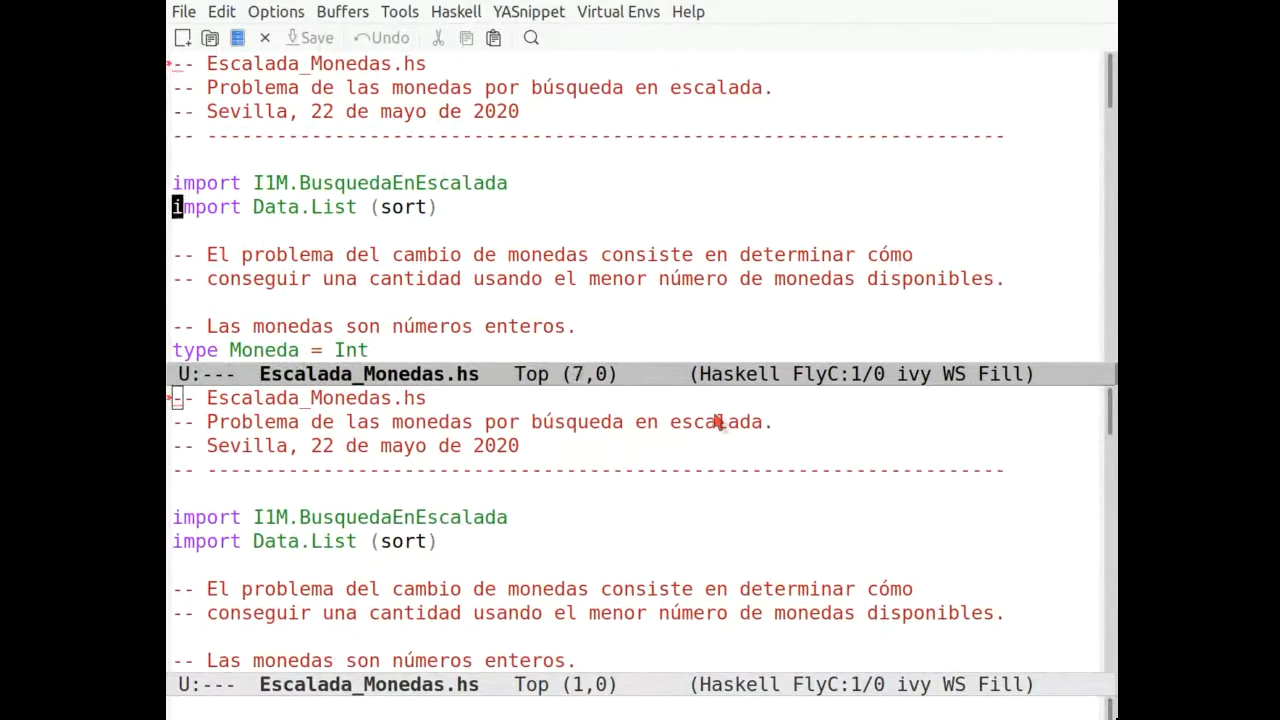 File Edit Options Buffers Tools Haskell YASnippet Virtual Envs Help
Save Undo
-- Escalada_Monedas.hs
-- Problema de las monedas por búsqueda en escalada.
-- Sevilla, 22 de mayo de 2020
-- ---------------------------------------------------------------------
import I1M.BusquedaEnEscalada
import Data.List (sort)
-- El problema del cambio de monedas consiste en determinar cómo
-- conseguir una cantidad usando el menor número de monedas disponibles.
-- Las monedas son números enteros.
type Moneda = Int
U:--- Escalada_Monedas.hs Top (7,0) (Haskell FlyC:1/0 ivy WS Fill)
-- Escalada_Monedas.hs
-- Problema de las monedas por búsqueda en escalada.
-- Sevilla, 22 de mayo de 2020
-- ---------------------------------------------------------------------
import I1M.BusquedaEnEscalada
import Data.List (sort)
-- El problema del cambio de monedas consiste en determinar cómo
-- conseguir una cantidad usando el menor número de monedas disponibles.
-- Las monedas son números enteros.
U:--- Escalada_Monedas.hs Top (1,0) (Haskell FlyC:1/0 ivy WS Fill)